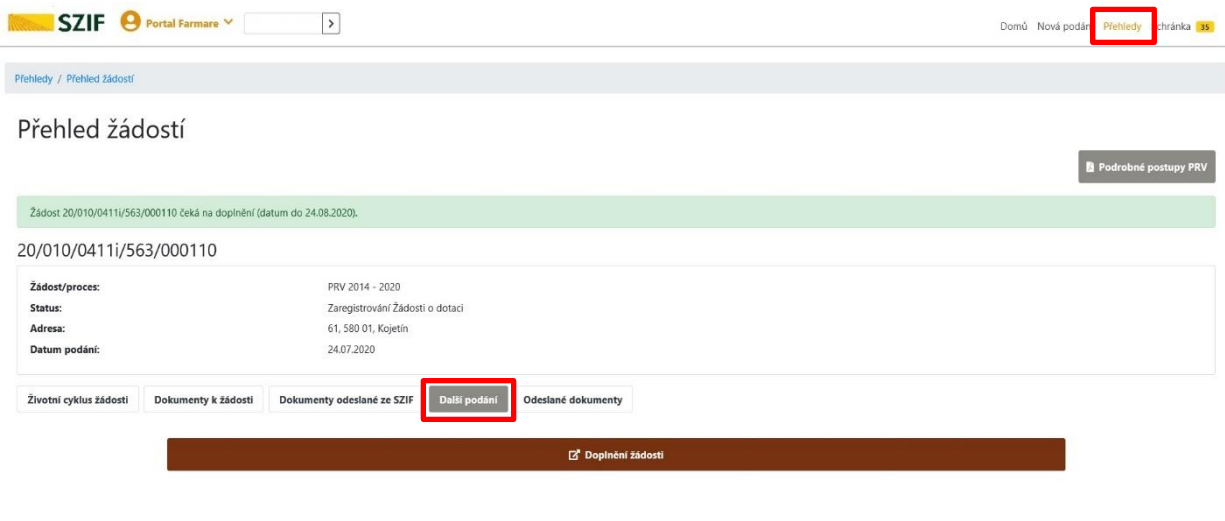 SZIF Portal Farmare >
Domů Nová podán Přehledy chránka 35
Přehledy / Přehled žádostí
Přehled žádostí
Podrobné postupy PRV
Žádost 20/010/0411i/563/000110 čeká na doplnění (datum do 24.08.2020).
20/010/0411i/563/000110
Žádost/proces: PRV 2014 - 2020
Status: Zaregistrování Žádosti o dotaci
Adresa: 61, 580 01, Kojetín
Datum podání: 24.07.2020
Životní cyklus žádosti Dokumenty k žádosti Dokumenty odeslané ze SZIF Další podání Odeslané dokumenty
Doplnění žádosti